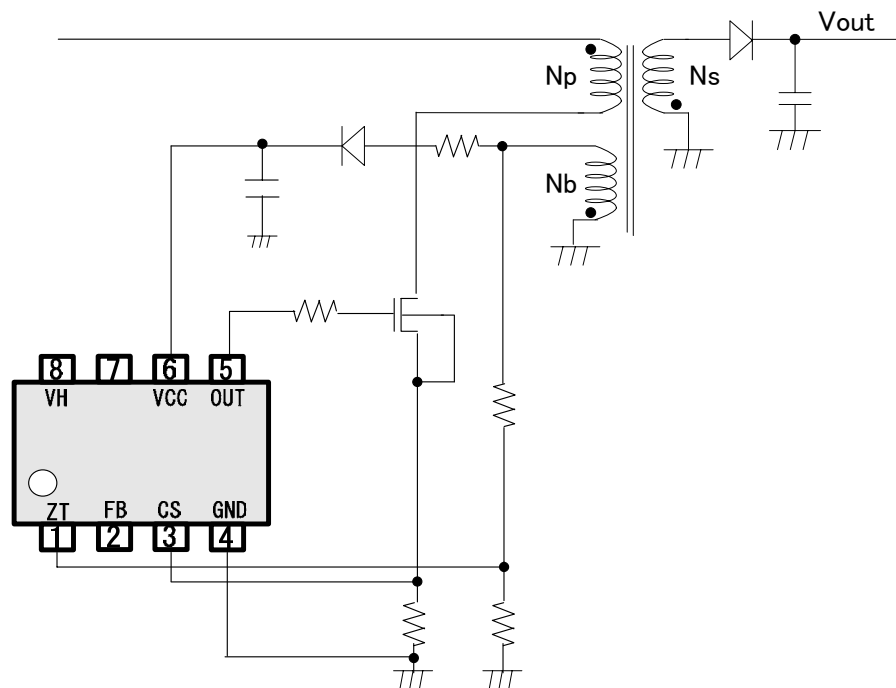 Vout
Np
Ns
Nb
8 7 6 5
VH VCC OUT
ZT FB CS GND
1 2 3 4